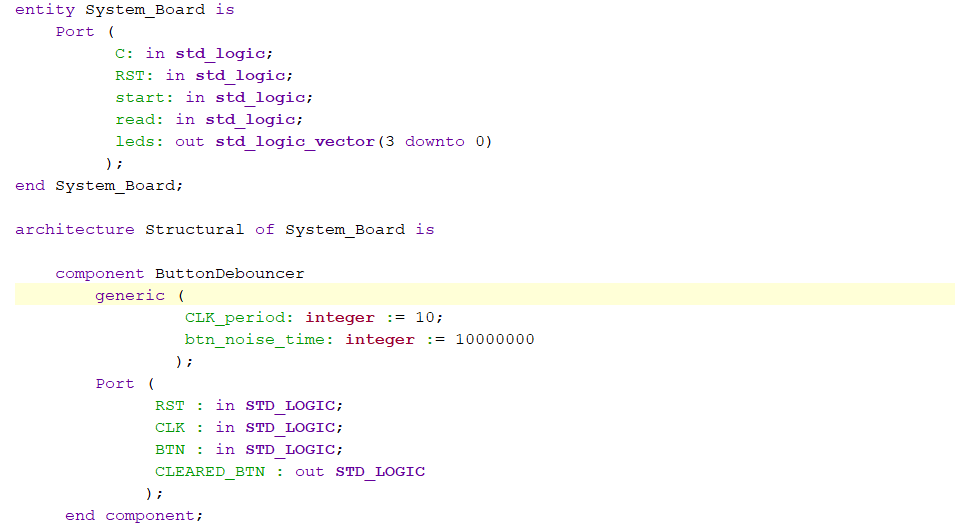 entity System_Board is
Port (
C: in std_logic;
RST: in std_logic;
start: in std_logic;
read: in std_logic;
leds: out std_logic_vector(3 downto 0)
);
end System_Board;
architecture Structural of System_Board is
component ButtonDebouncer
generic (
CLK_period: integer := 10;
btn_noise_time: integer := 10000000
);
Port (
RST : in STD_LOGIC;
CLK : in STD_LOGIC;
BTN : in STD_LOGIC;
CLEARED_BTN : out STD_LOGIC
);
end component;